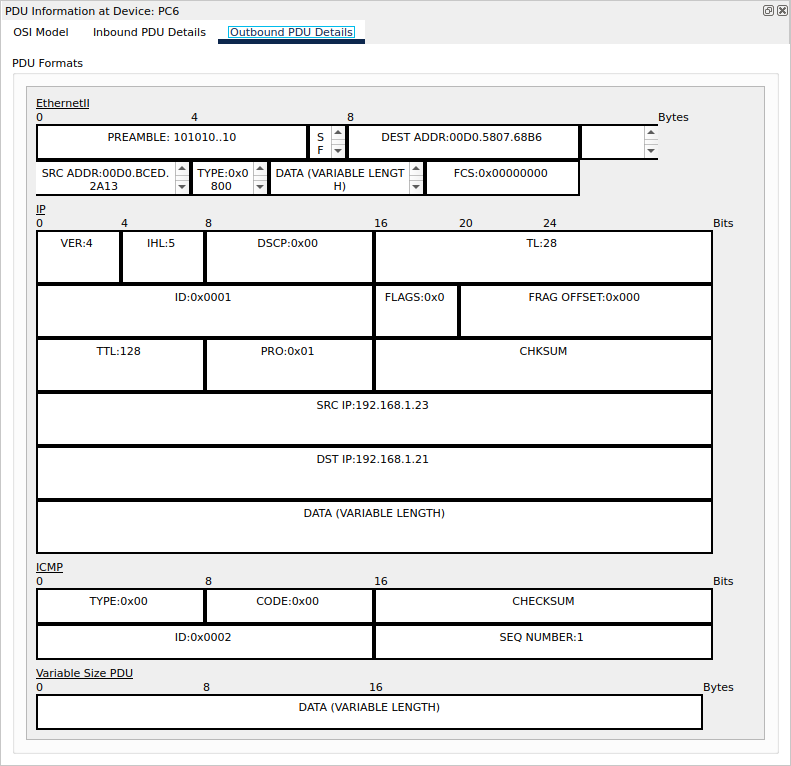 PDU Information at Device: PC6
OSI Model Inbound PDU Details Outbound PDU Details
PDU Formats
EthernetII
0 4 8 Bytes
PREAMBLE: 101010..10 S DEST ADDR:00D0.5807.68B6
F
SRC ADDR:00D0.BCED. TYPE:0x0 DATA (VARIABLE LENGT FCS:0x00000000
2A13 800 H)
IP
0 4 8 16 20 24 Bits
VER:4 IHL:5 DSCP:0x00 TL:28
ID:0x0001 FLAGS:0x0 FRAG OFFSET:0x000
TTL:128 PRO:0x01 CHKSUM
SRC IP:192.168.1.23
DST IP:192.168.1.21
DATA (VARIABLE LENGTH)
ICMP
0 8 16 Bits
TYPE:0x00 CODE:0x00 CHECKSUM
ID:0x0002 SEQ NUMBER:1
Variable Size PDU
0 8 16 Bytes
DATA (VARIABLE LENGTH)